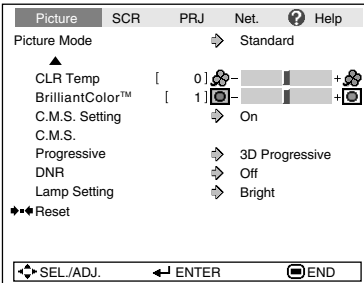 Picture SCR PRJ Net. ? Help
Picture Mode Standard
CLR Temp [ 0] - +
BrilliantColor™ [ 1] - +
C.M.S. Setting On
C.M.S.
Progressive 3D Progressive
DNR Off
Lamp Setting Bright
Reset
SEL./ADJ. ENTER END